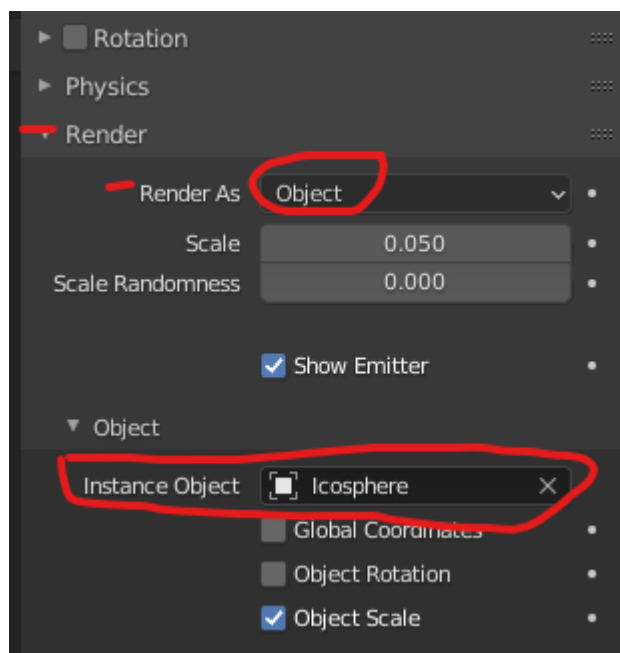 Rotation
Physics
Render
Render As Object
Scale 0.050
Scale Randomness 0.000
Show Emitter
Object
Instance Object Icosphere
Global Coordinates
Object Rotation
Object Scale